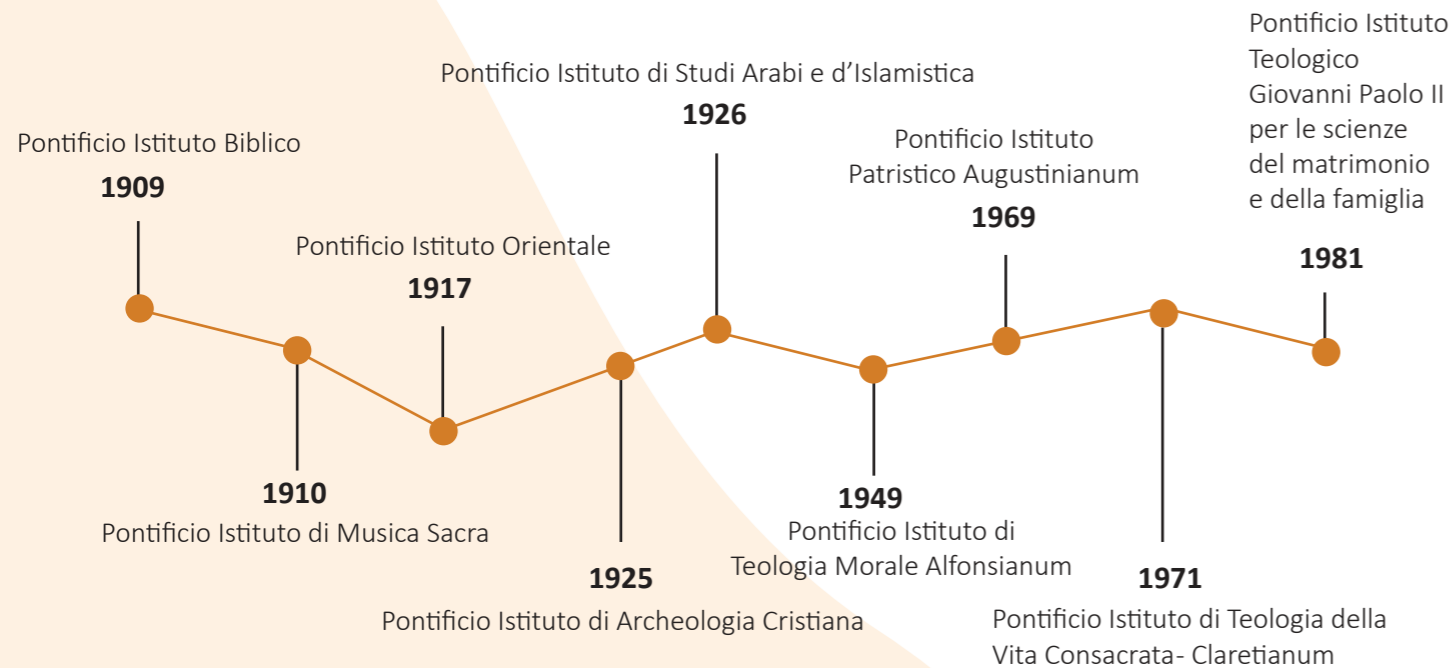 Pontificio Istituto Biblico
1909
1910
Pontificio Istituto di Musica Sacra
Pontificio Istituto Orientale
1917
1925
Pontificio Istituto di Archeologia Cristiana
Pontificio Istituto di Studi Arabi e d’Islamistica
1926
1949
Pontificio Istituto di
Teologia Morale Alfonsianum
Pontificio Istituto
Patristico Augustinianum
1969
1971
Pontificio Istituto di Teologia della
Vita Consacrata- Claretianum
Pontificio Istituto
Teologico
Giovanni Paolo II
per le scienze
del matrimonio
e della famiglia
1981